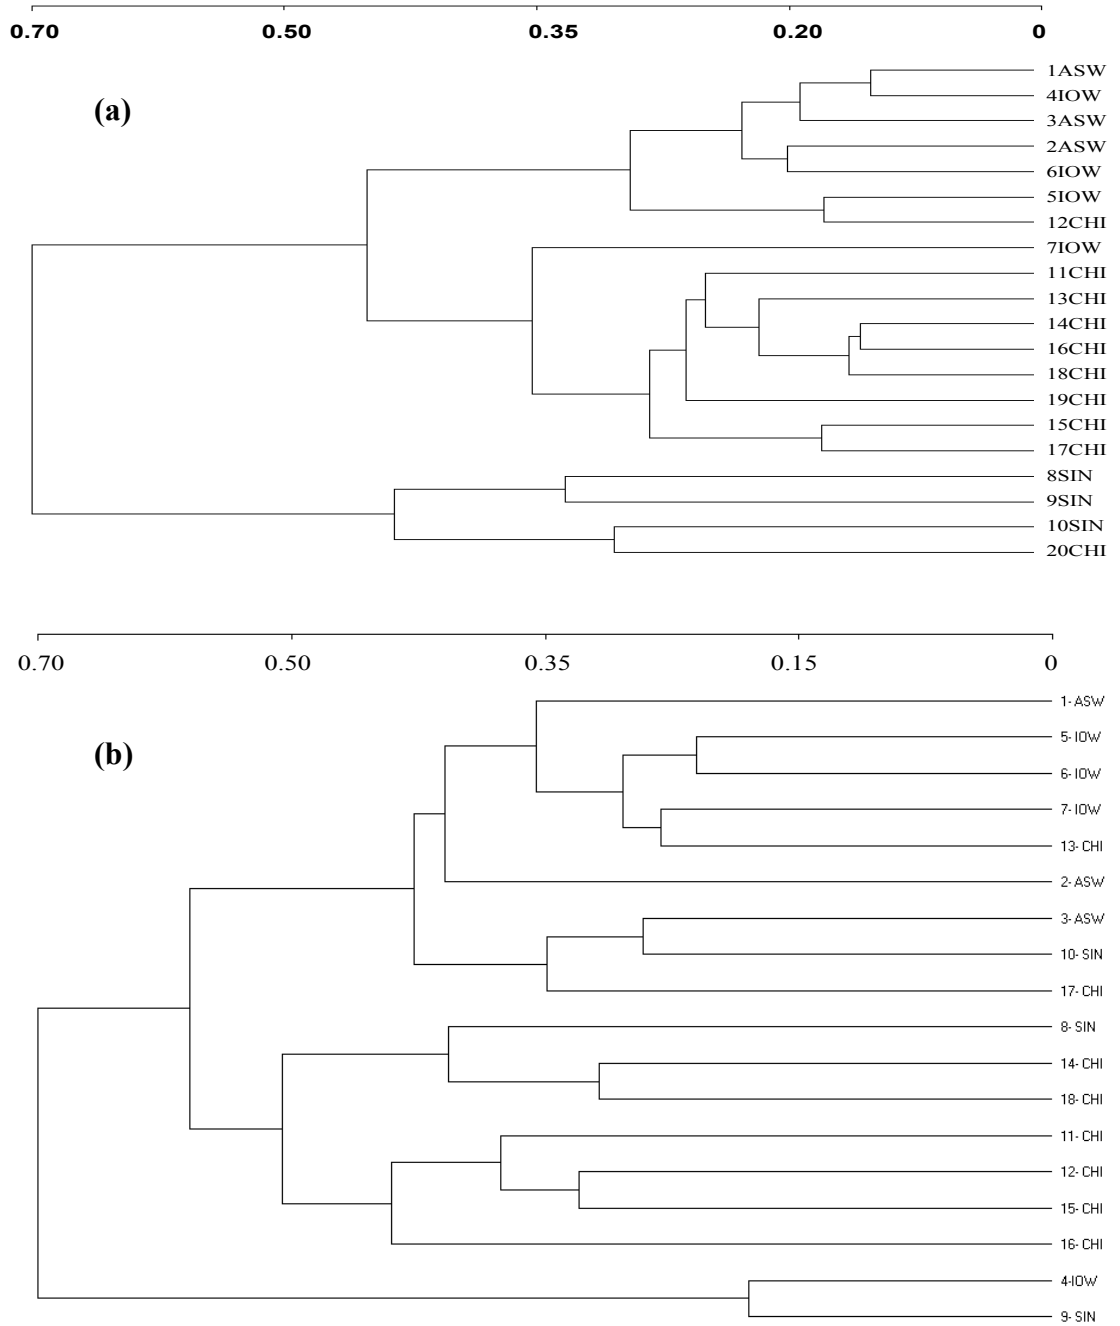 0.70 0.50 0.35 0.20 0
1ASW
(a)
4IOW
3ASW
2ASW
6IOW
5IOW
12CHI
7IOW
11CHI
13CHI
14CHI
16CHI
18CHI
19CHI
15CHI
17CHI
8SIN
9SIN
10SIN
20CHI
0.70 0.50 0.35 0.15 0
1- ASW
5- IOW
(b)
6- IOW
7- IOW
13- CHI
2- ASW
3- ASW
10- SIN
17- CHI
8- SIN
14- CHI
18- CHI
11- CHI
12- CHI
15- CHI
16- CHI
4-IOW
9- SIN